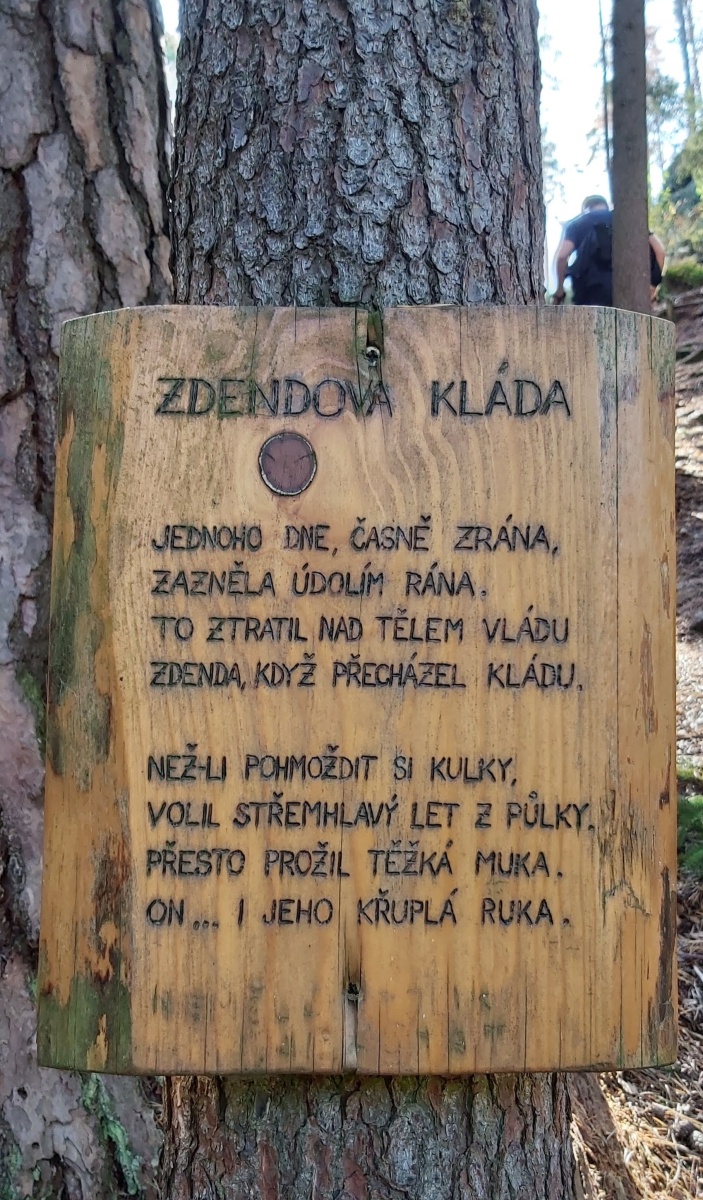 ZDENDOVA KLÁDA
JEDNOHO DNE, ČASNĚ ZRÁNA,
ZAZNĚLA ÚDOLÍM RÁNA.
TO ZTRATIL NAD TĚLEM VLÁDU
ZDENDA, KDYŽ PŘECHÁZEL KLÁDU.
NEŽ-LI POHMOŽDIT SI KULKY,
VOLIL STŘEMHLAVÝ LET Z PŮLKY.
PŘESTO PROŽIL TĚŽKÁ MUKA.
ON... I JEHO KŘUPLÁ RUKA.